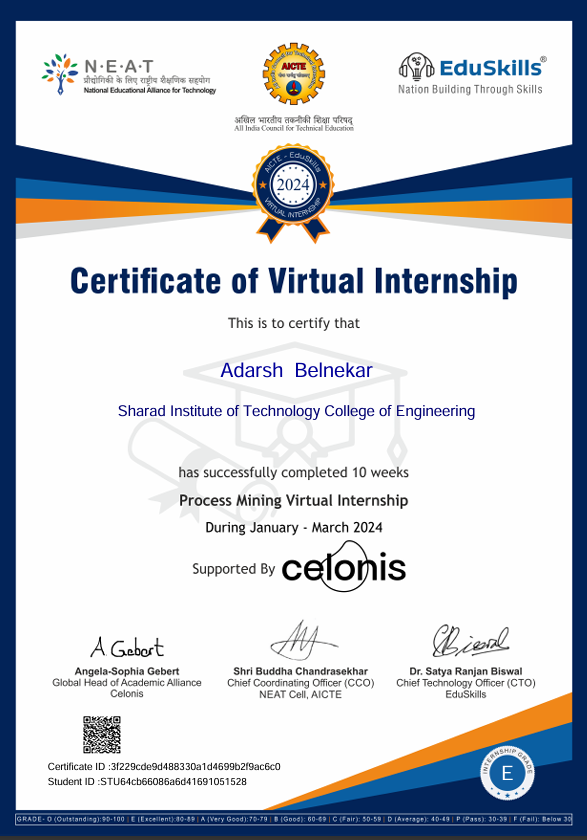 N·E·A·T
प्रौद्योगिकी के लिए राष्ट्रीय शैक्षणिक सहयोग
National Educational Alliance for Technology
AICTE
अखिल भारतीय तकनीकी शिक्षा परिषद्
All India Council for Technical Education
EduSkills®
Nation Building Through Skills
AICTE - EduSkills
2024
VIRTUAL INTERNSHIP
Certificate of Virtual Internship
This is to certify that
Adarsh Belnekar
Sharad Institute of Technology College of Engineering
has successfully completed 10 weeks
Process Mining Virtual Internship
During January - March 2024
Supported By celonis
A Gebert
Angela-Sophia Gebert
Global Head of Academic Alliance
Celonis
Shri Buddha Chandrasekhar
Chief Coordinating Officer (CCO)
NEAT Cell, AICTE
Dr. Satya Ranjan Biswal
Chief Technology Officer (CTO)
EduSkills
Certificate ID :3f229cde9d488330a1d4699b2f9ac6c0
Student ID :STU64cb66086a6d41691051528
INTERNSHIP GRADE
E
GRADE- O (Outstanding):90-100 | E (Excellent):80-89 | A (Very Good):70-79 | B (Good): 60-69 | C (Fair): 50-59 | D (Average): 40-49 | P (Pass): 30-39 | F (Fail): Below 30